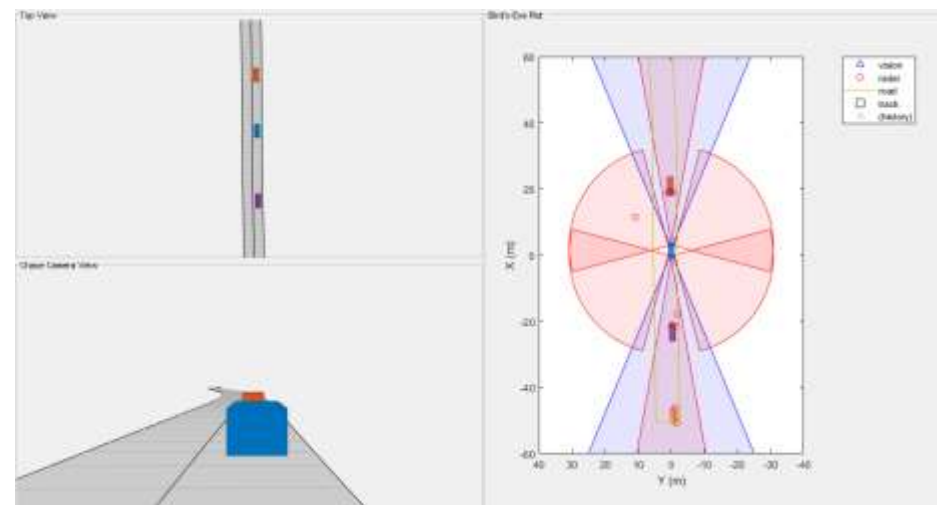 Top View
Chase Camera View
Bird's-Eye Plot
60
40
20
0
-20
-40
-60
X (m)
40 30 20 10 0 -10 -20 -30 -40
Y (m)
vision
radar
road
track
(history)